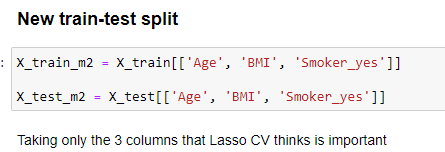 New train-test split
: X_train_m2 = X_train[['Age', 'BMI', 'Smoker_yes']]
X_test_m2 = X_test[['Age', 'BMI', 'Smoker_yes']]
Taking only the 3 columns that Lasso CV thinks is important